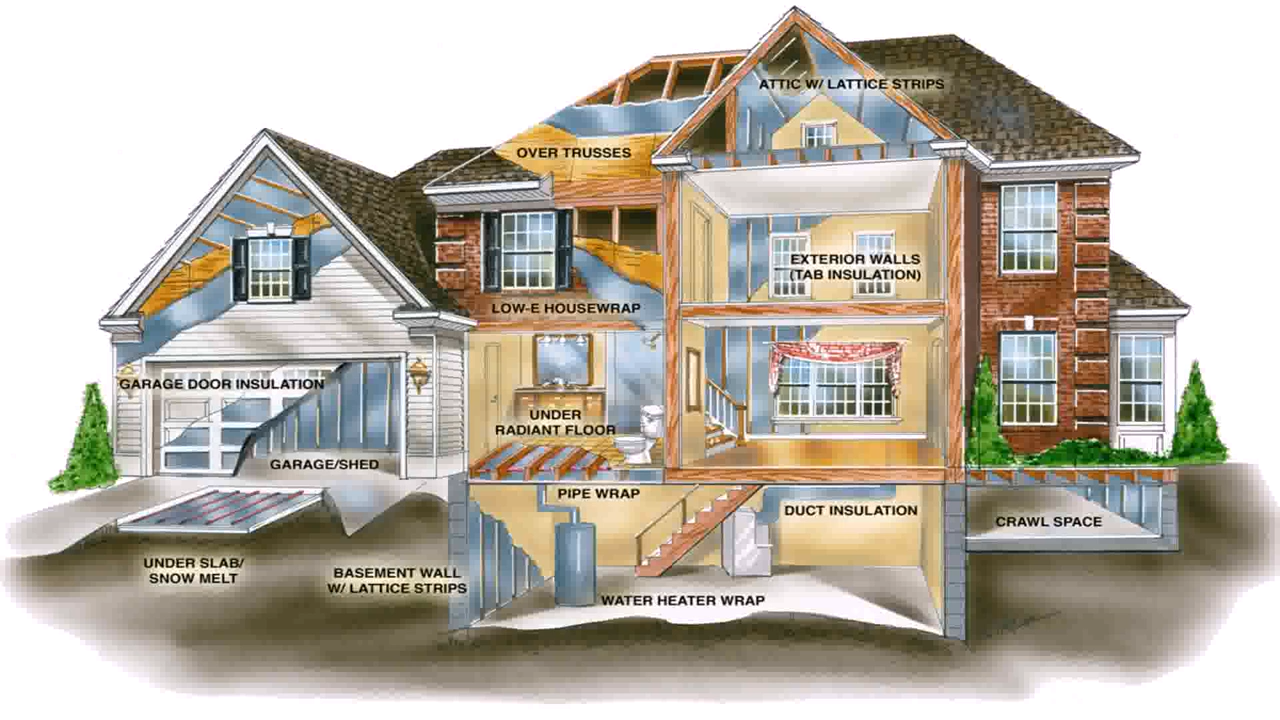 ATTIC W/ LATTICE STRIPS
OVER TRUSSES
EXTERIOR WALLS
(TAB INSULATION)
LOW-E HOUSEWRAP
GARAGE DOOR INSULATION
UNDER
RADIANT FLOOR
GARAGE/SHED
PIPE WRAP
DUCT INSULATION
CRAWL SPACE
UNDER SLAB/
SNOW MELT
BASEMENT WALL
W/ LATTICE STRIPS
WATER HEATER WRAP